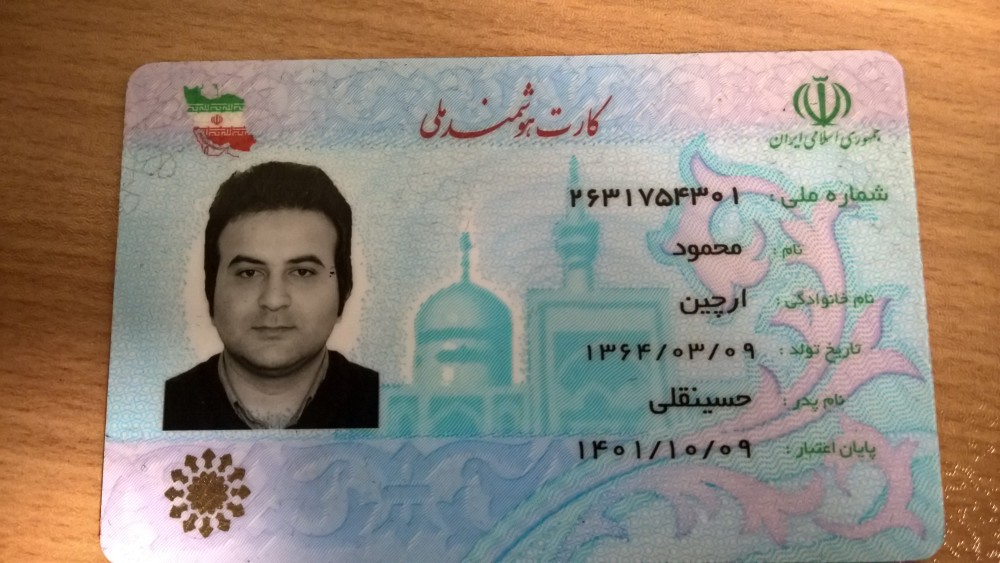 کارت هوشمند ملی
جمهوری اسلامی ایران
شماره ملی : ۲۶۳۱۷۵۴۳۰۱
نام : محمود
نام خانوادگی : ارچین
تاریخ تولد : ۱۳۶۴/۰۳/۰۹
نام پدر : حسینقلی
پایان اعتبار : ۱۴۰۱/۱۰/۰۹